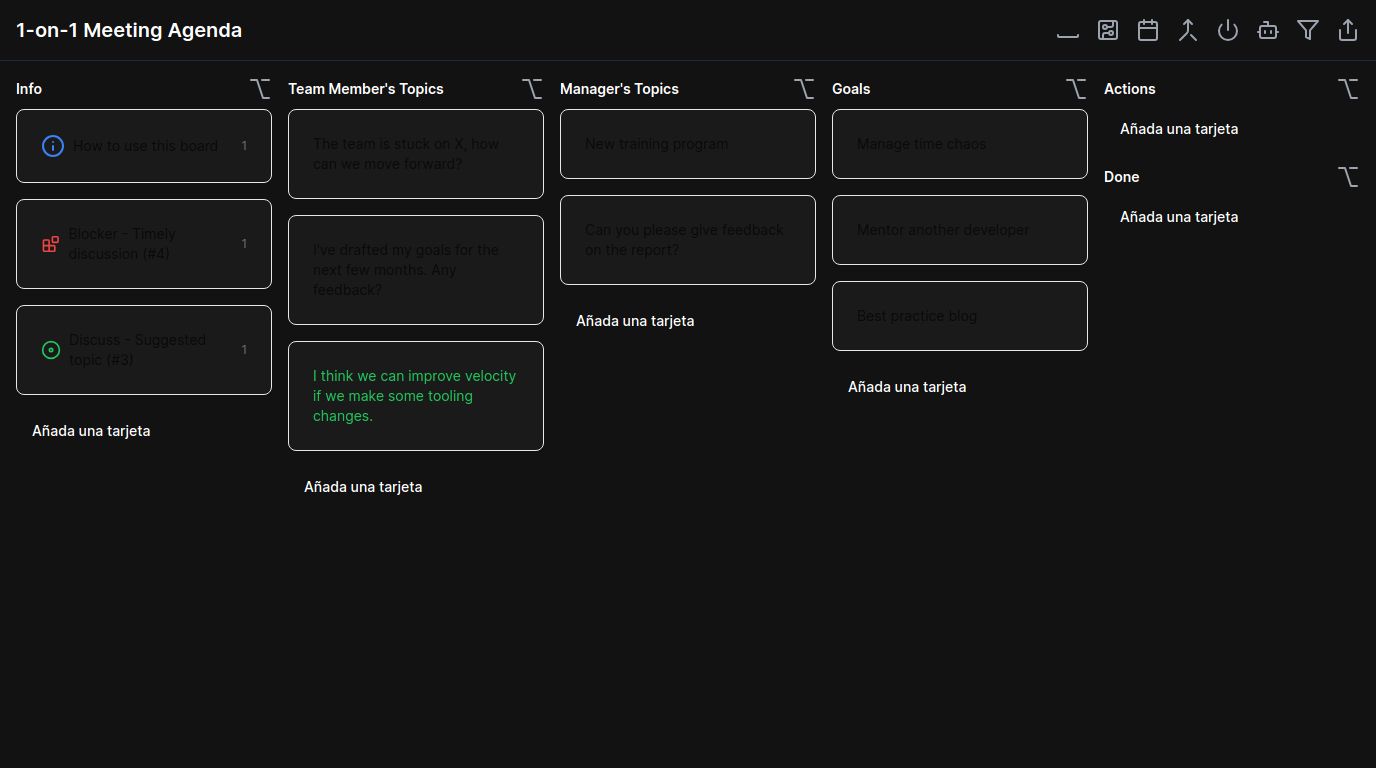 1-on-1 Meeting Agenda
Info
How to use this board
1
Blocker - Timely
discussion (#4)
1
Discuss - Suggested
topic (#3)
1
Añada una tarjeta
Team Member's Topics
The team is stuck on X, how
can we move forward?
I've drafted my goals for the
next few months. Any
feedback?
I think we can improve velocity
if we make some tooling
changes.
Añada una tarjeta
Manager's Topics
New training program
Can you please give feedback
on the report?
Añada una tarjeta
Goals
Manage time chaos
Mentor another developer
Best practice blog
Añada una tarjeta
Actions
Añada una tarjeta
Done
Añada una tarjeta